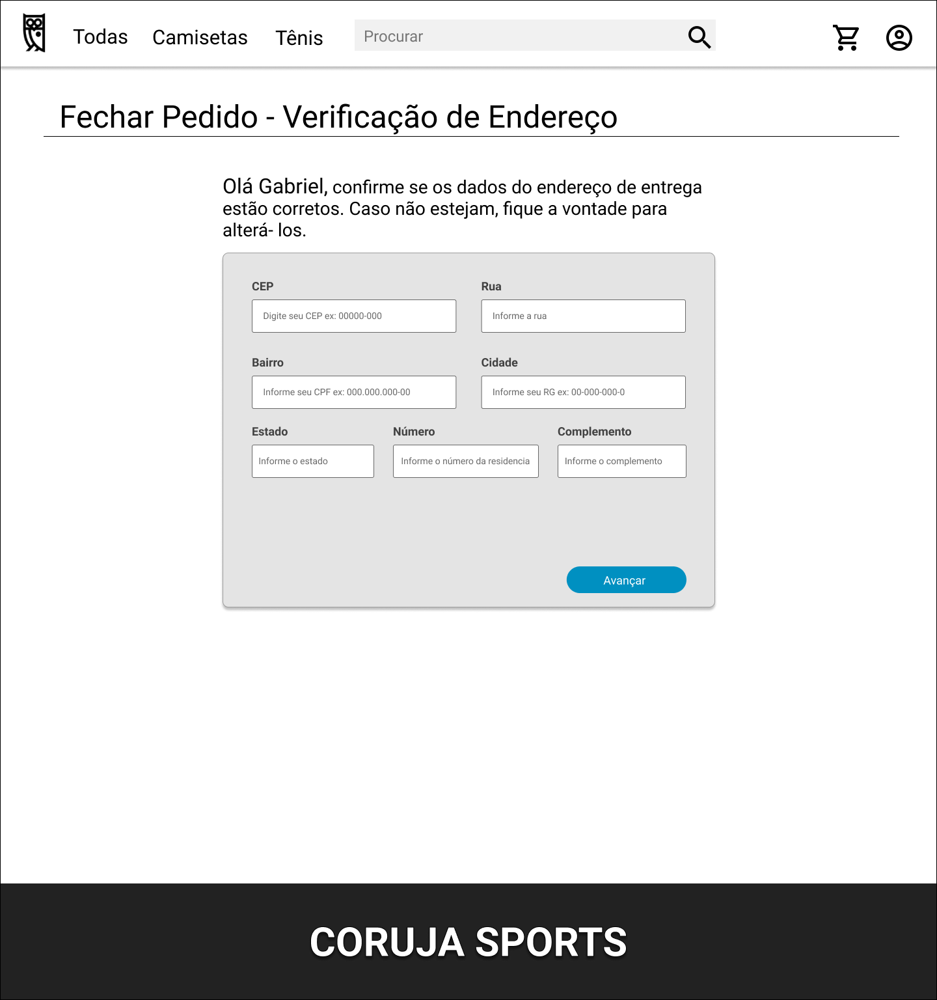 Todas Camisetas Tênis Procurar
Fechar Pedido - Verificação de Endereço
Olá Gabriel, confirme se os dados do endereço de entrega
estão corretos. Caso não estejam, fique a vontade para
alterá- los.
CEP Rua
Digite seu CEP ex: 00000-000 Informe a rua
Bairro Cidade
Informe seu CPF ex: 000.000.000-00 Informe seu RG ex: 00-000-000-0
Estado Número Complemento
Informe o estado Informe o número da residencia Informe o complemento
Avançar
CORUJA SPORTS